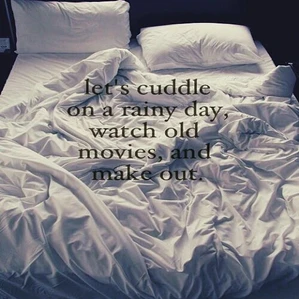 let's cuddle
on a rainy day,
watch old
movies, and
make out.